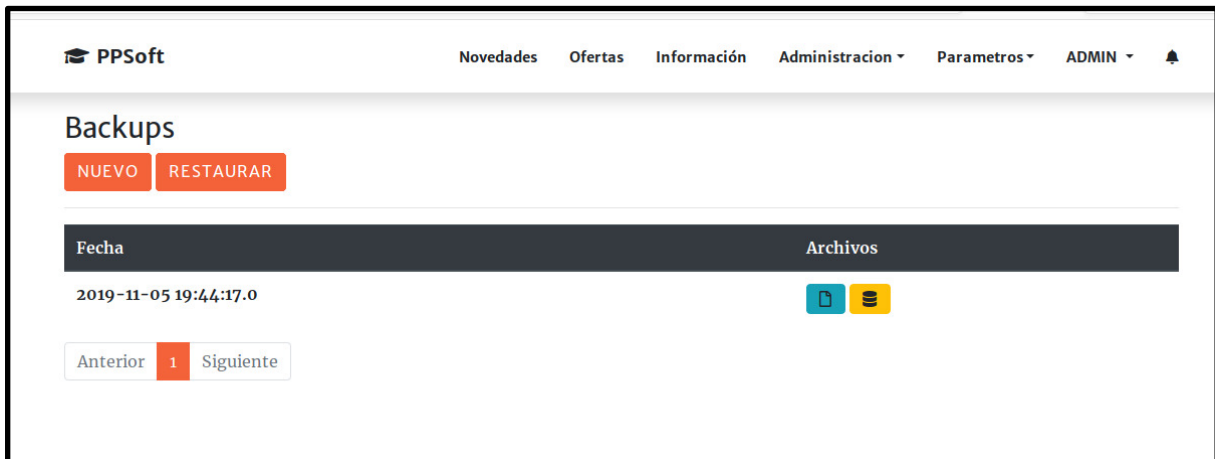 PPSoft Novedades Ofertas Información Administracion Parametros ADMIN
Backups
NUEVO RESTAURAR
Fecha Archivos
2019-11-05 19:44:17.0
Anterior 1 Siguiente